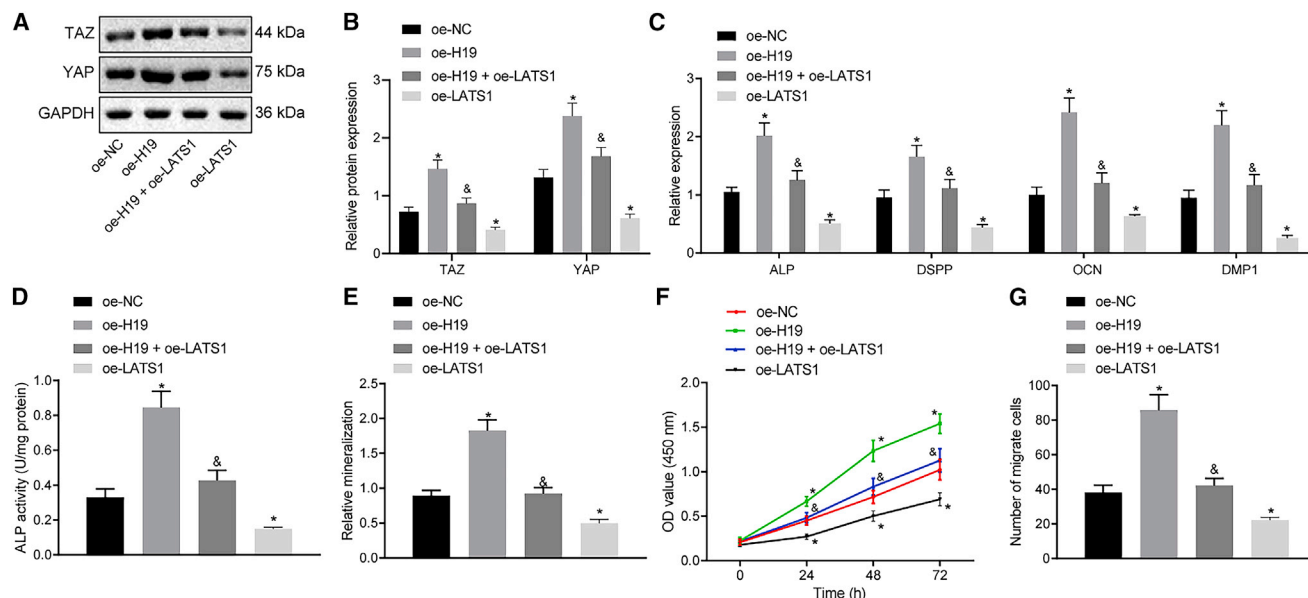 A
TAZ
44 kDa
YAP
75 kDa
GAPDH
36 kDa
oe-NC
oe-H19
oe-H19 + oe-LATS1
oe-LATS1
B
oe-NC
oe-H19
oe-H19 + oe-LATS1
oe-LATS1
Relative protein expression
3
2
1
0
* & * * & *
TAZ YAP
C
oe-NC
oe-H19
oe-H19 + oe-LATS1
oe-LATS1
Relative expression
3
2
1
0
* & * * & * * & * * & *
ALP DSPP OCN DMP1
D
oe-NC
oe-H19
oe-H19 + oe-LATS1
oe-LATS1
ALP activity (U/mg protein)
1.0
0.8
0.6
0.4
0.2
0.0
* & *
E
oe-NC
oe-H19
oe-H19 + oe-LATS1
oe-LATS1
Relative mineralization
2.5
2.0
1.5
1.0
0.5
0.0
* & *
F
oe-NC
oe-H19
oe-H19 + oe-LATS1
oe-LATS1
OD value (450 nm)
2.0
1.5
1.0
0.5
0.0
* & * * & * * & *
0 24 48 72
Time (h)
G
oe-NC
oe-H19
oe-H19 + oe-LATS1
oe-LATS1
Number of migrate cells
100
80
60
40
20
0
* & *